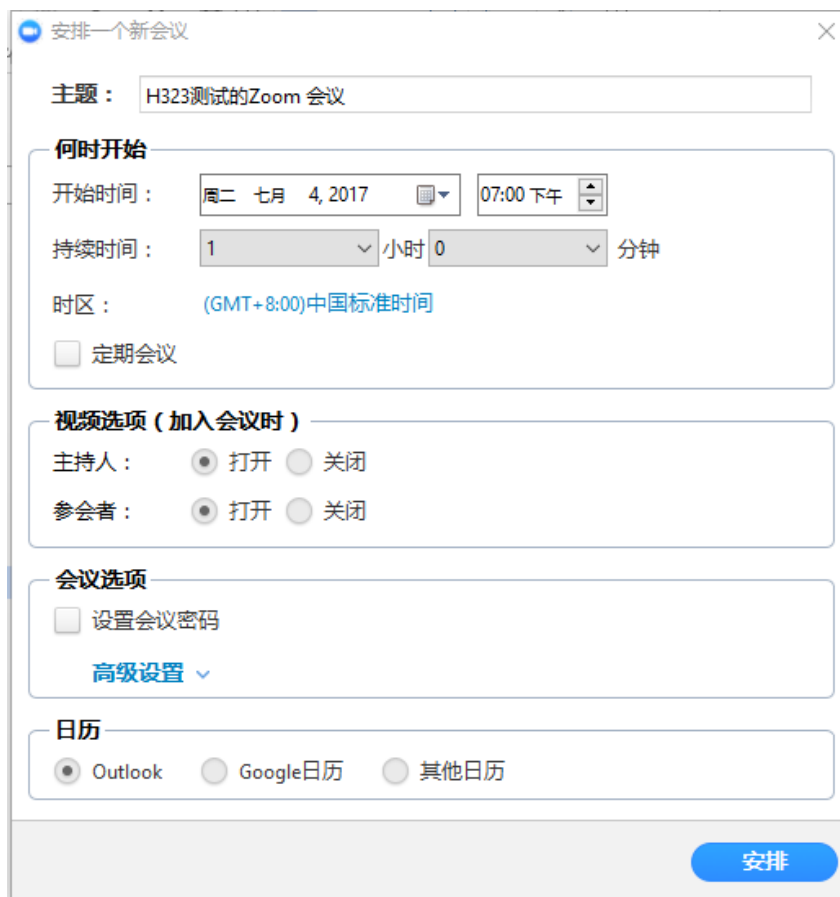 安排一个新会议
主题： H323测试的Zoom 会议
何时开始
开始时间： 周二 七月 4, 2017 07:00 下午
持续时间： 1 小时 0 分钟
时区： (GMT+8:00)中国标准时间
定期会议
视频选项（加入会议时）
主持人： 打开 关闭
参会者： 打开 关闭
会议选项
设置会议密码
高级设置
日历
Outlook Google日历 其他日历
安排